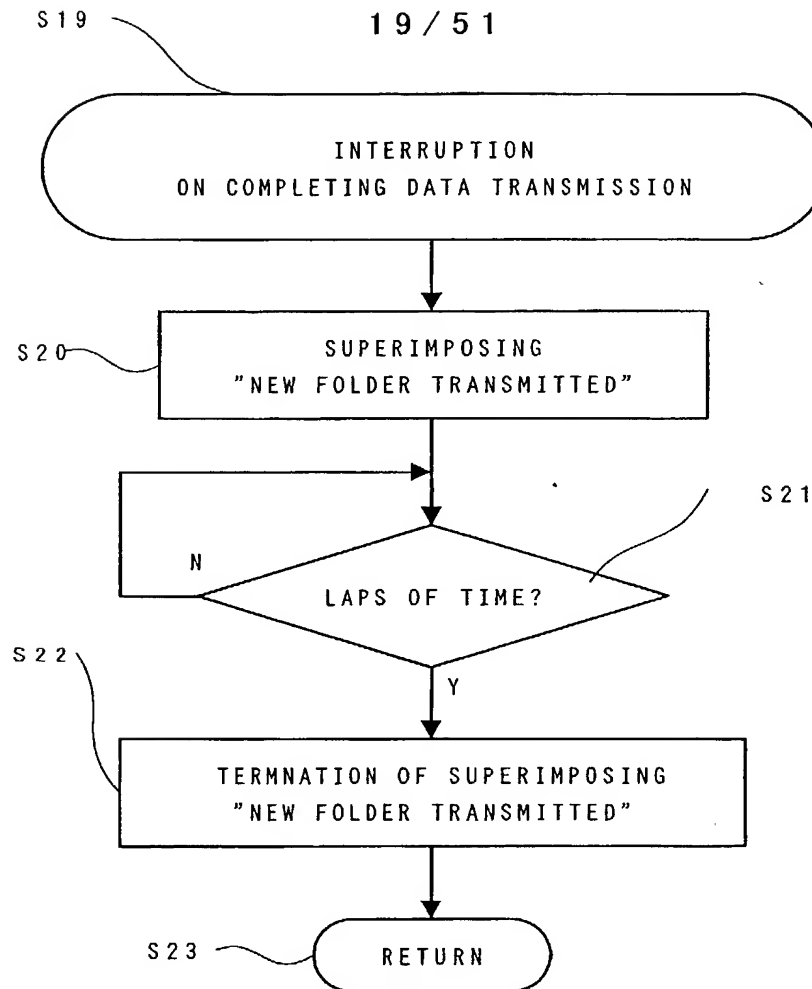 S19
19/51
INTERRUPTION
ON COMPLETING DATA TRANSMISSION
S20
SUPERIMPOSING
"NEW FOLDER TRANSMITTED"
S21
N
LAPS OF TIME?
S22
Y
TERMNATION OF SUPERIMPOSING
"NEW FOLDER TRANSMITTED"
S23
RETURN